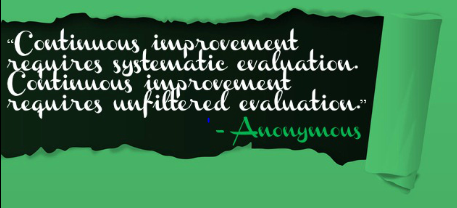 “Continuous improvement
requires systematic evaluation.
Continuous improvement
requires unfiltered evaluation.”
- Anonymous